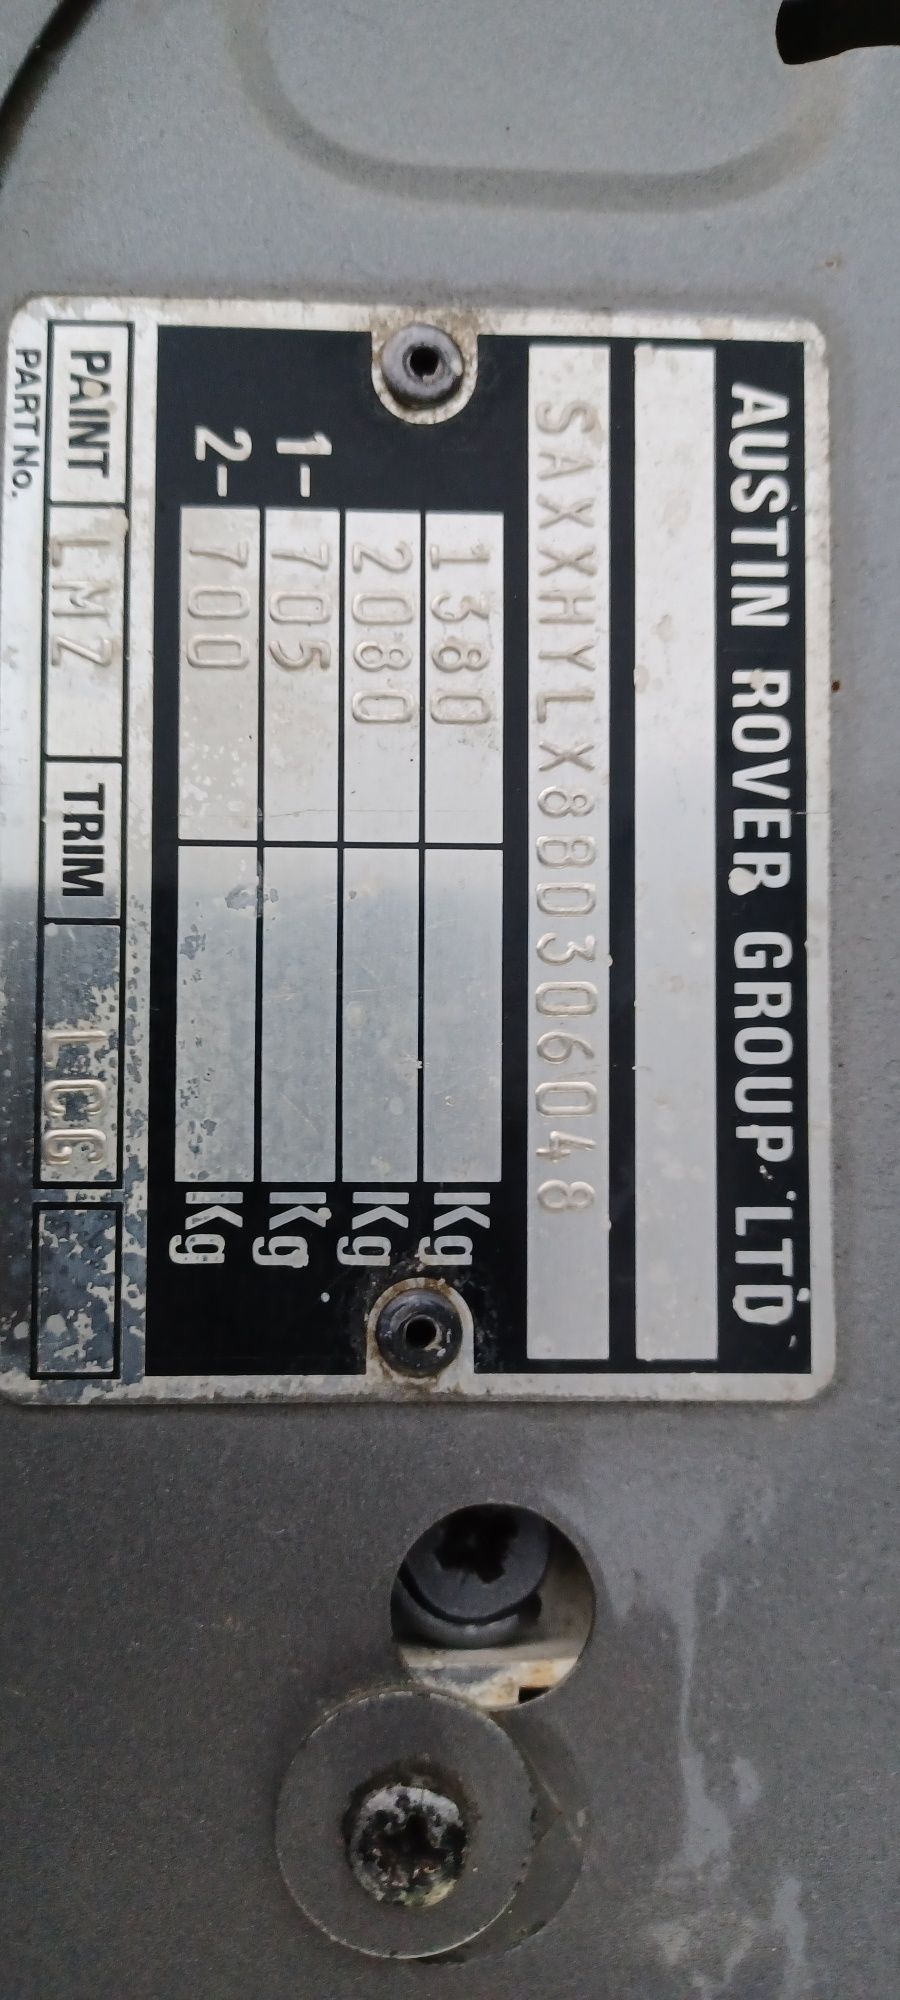 AUSTIN ROVER GROUP LTD
SAXXHYLX8BD306048
1380 Kg
2080 Kg
1- 705 Kg
2- 700 Kg
PAINT LMZ TRIM LCG
PART No.